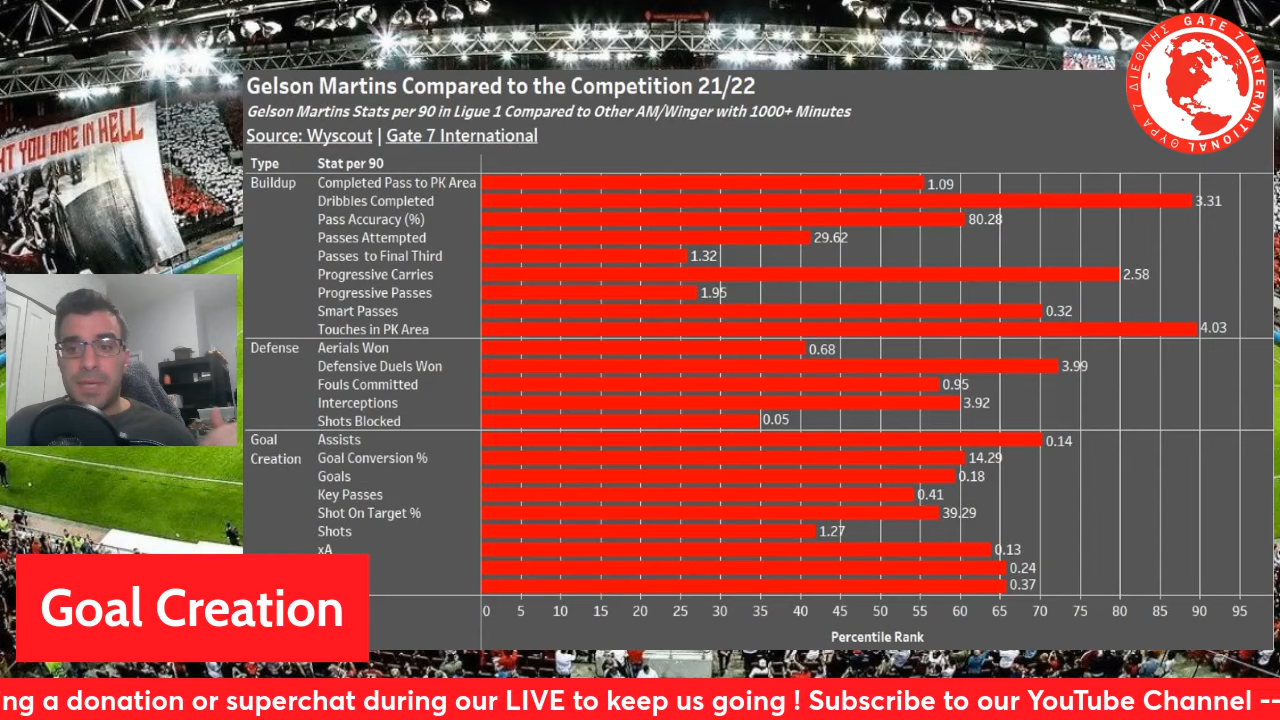 Gelson Martins Compared to the Competition 21/22
Gelson Martins Stats per 90 in Ligue 1 Compared to Other AM/Winger with 1000+ Minutes
Source: Wyscout | Gate 7 International
GATE 7 INTERNATIONAL
ΘΥΡΑ 7 ΔΙΕΘΝΗΣ
HT YOU DINE IN HELL
Type Stat per 90
Buildup Completed Pass to PK Area 1.09
Dribbles Completed 3.31
Pass Accuracy (%) 80.28
Passes Attempted 29.62
Passes to Final Third 1.32
Progressive Carries 2.58
Progressive Passes 1.95
Smart Passes 0.32
Touches in PK Area 4.03
Defense Aerials Won 0.68
Defensive Duels Won 3.99
Fouls Committed 0.95
Interceptions 3.92
Shots Blocked 0.05
Goal Creation Assists 0.14
Goal Conversion % 14.29
Goals 0.18
Key Passes 0.41
Shot On Target % 39.29
Shots 1.27
xA 0.13
0.24
0.37
0 5 10 15 20 25 30 35 40 45 50 55 60 65 70 75 80 85 90 95
Percentile Rank
Goal Creation
ng a donation or superchat during our LIVE to keep us going ! Subscribe to our YouTube Channel --